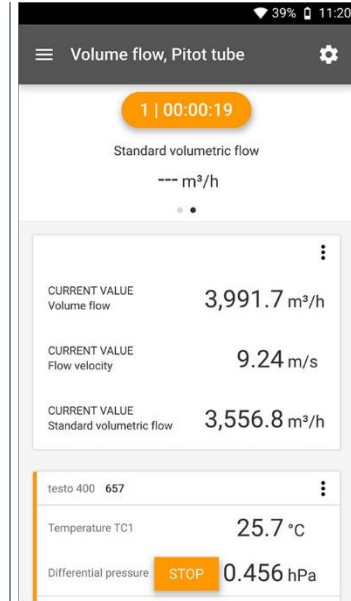 39% 11:20
Volume flow, Pitot tube
1 | 00:00:19
Standard volumetric flow
--- m³/h
CURRENT VALUE
Volume flow 3,991.7 m³/h
CURRENT VALUE
Flow velocity 9.24 m/s
CURRENT VALUE
Standard volumetric flow 3,556.8 m³/h
testo 400 657
Temperature TC1 25.7 °C
Differential pressure STOP 0.456 hPa